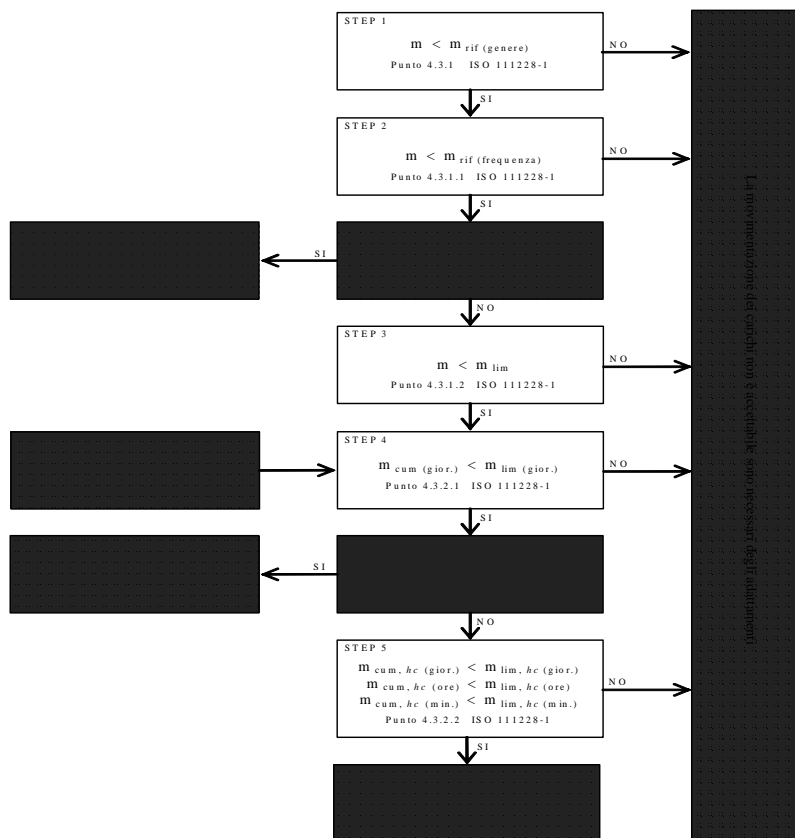 STEP 1
m < m rif (genere)
Punto 4.3.1 ISO 111228-1
NO
SI
STEP 2
m < m rif (frequenza)
Punto 4.3.1.1 ISO 111228-1
NO
SI
SI
NO
STEP 3
m < m lim
Punto 4.3.1.2 ISO 111228-1
NO
SI
STEP 4
m cum (gior.) < m lim (gior.)
Punto 4.3.2.1 ISO 111228-1
NO
SI
SI
NO
STEP 5
m cum, hc (gior.) < m lim, hc (gior.)
m cum, hc (ore) < m lim, hc (ore)
m cum, hc (min.) < m lim, hc (min.)
Punto 4.3.2.2 ISO 111228-1
NO
SI
La movimentazione dei carichi non è accettabile sono necessari degli adattamenti